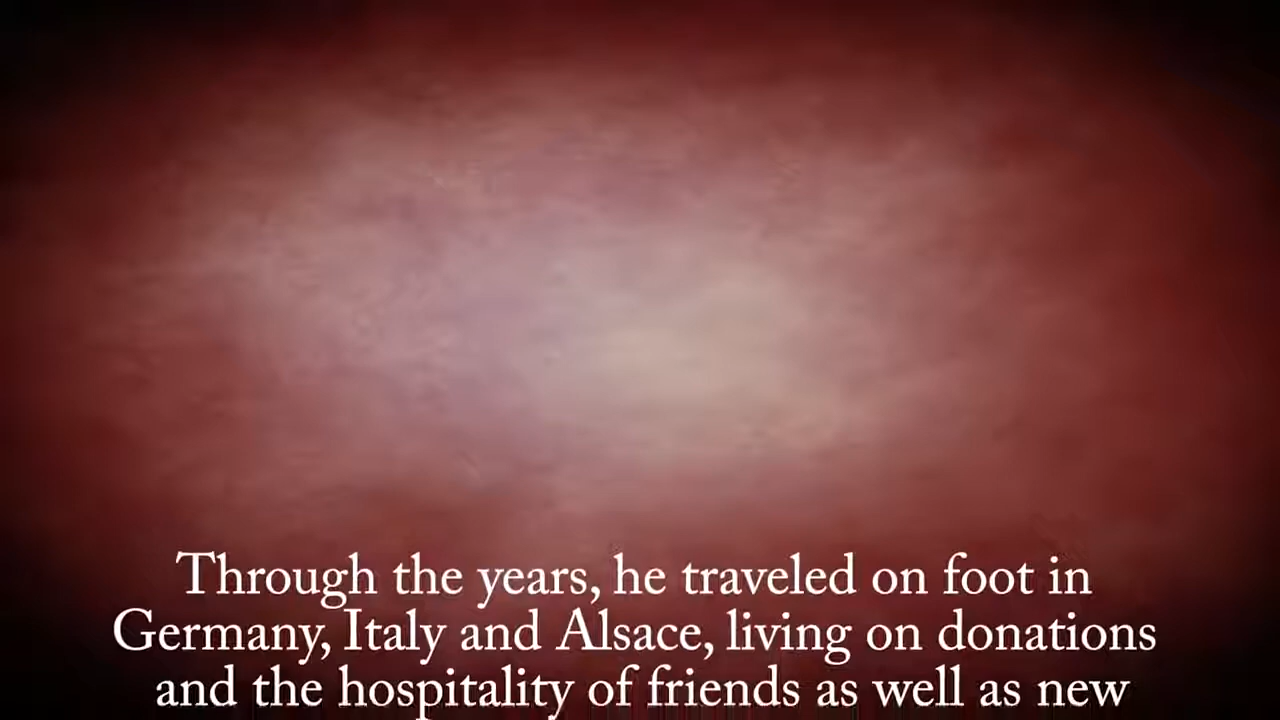 Through the years, he traveled on foot in
Germany, Italy and Alsace, living on donations
and the hospitality of friends as well as new